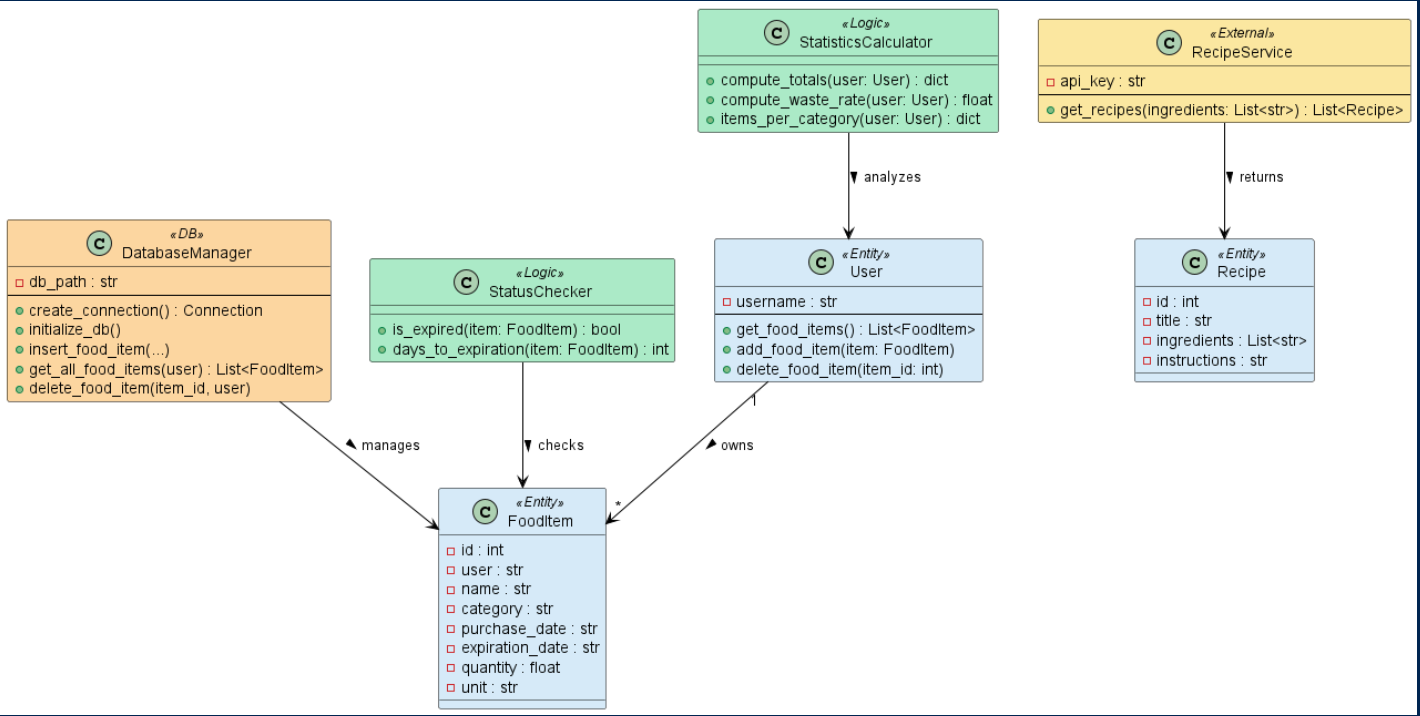 C
«Logic»
StatisticsCalculator
compute_totals(user: User) : dict
compute_waste_rate(user: User) : float
items_per_category(user: User) : dict
C
«External»
RecipeService
api_key : str
get_recipes(ingredients: List<str>) : List<Recipe>
analyzes
returns
C
«DB»
DatabaseManager
db_path : str
create_connection() : Connection
initialize_db()
insert_food_item(...)
get_all_food_items(user) : List<FoodItem>
delete_food_item(item_id, user)
C
«Logic»
StatusChecker
is_expired(item: FoodItem) : bool
days_to_expiration(item: FoodItem) : int
C
«Entity»
User
username : str
get_food_items() : List<FoodItem>
add_food_item(item: FoodItem)
delete_food_item(item_id: int)
C
«Entity»
Recipe
id : int
title : str
ingredients : List<str>
instructions : str
1
manages
checks
owns
*
C
«Entity»
FoodItem
id : int
user : str
name : str
category : str
purchase_date : str
expiration_date : str
quantity : float
unit : str